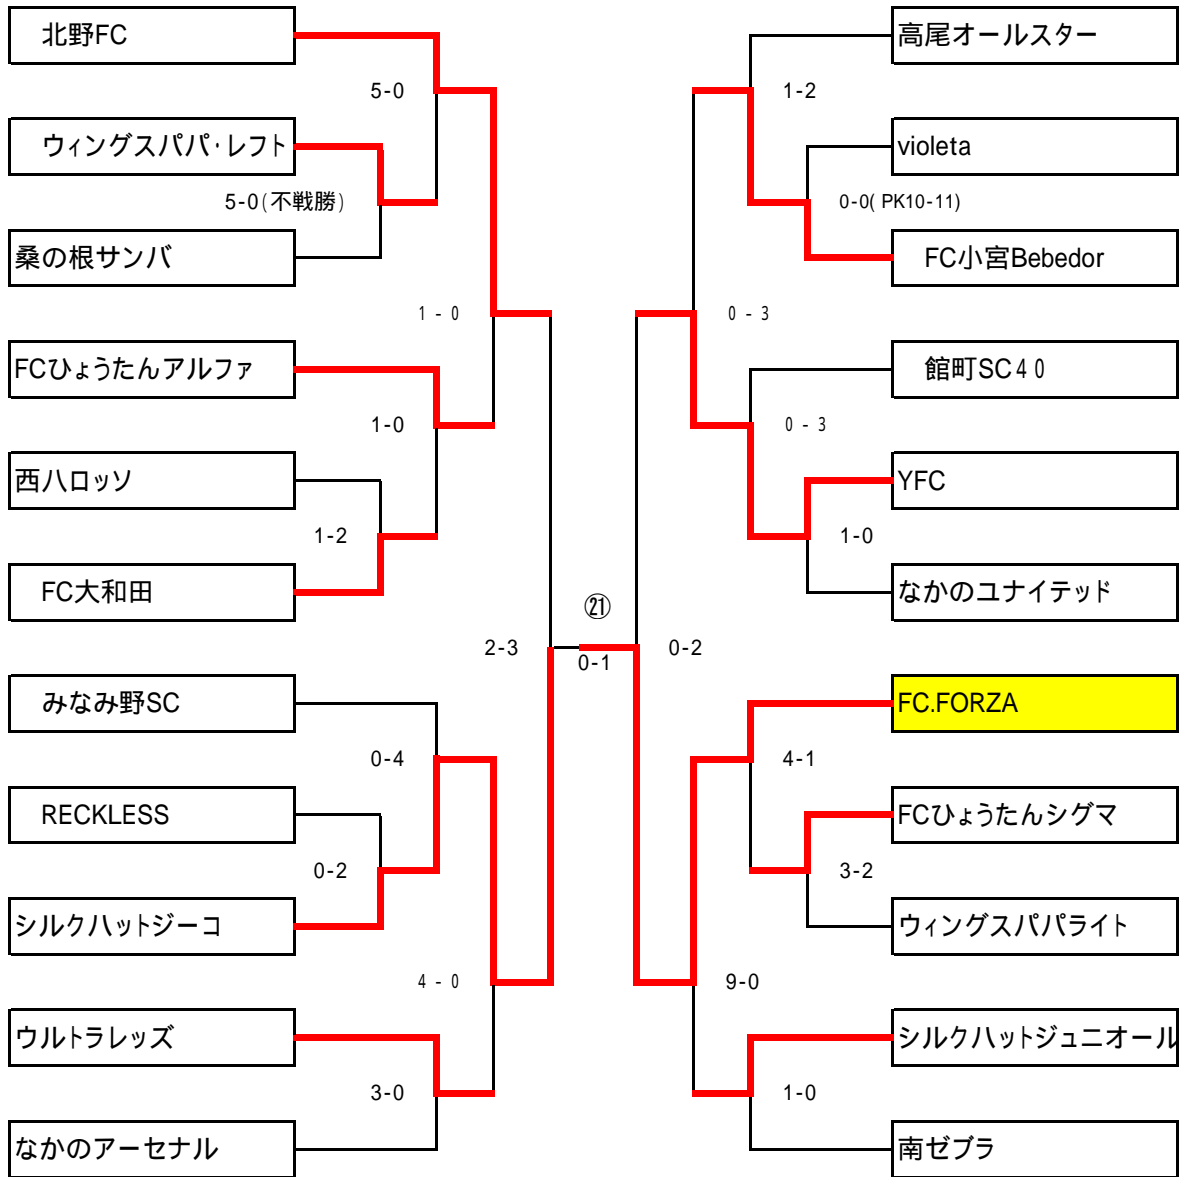 北野FC
5-0
ウィングスパパ・レフト
5-0(不戦勝)
桑の根サンバ
1-0
FCひょうたんアルファ
1-0
西八ロッソ
1-2
FC大和田
2-3
みなみ野SC
0-4
RECKLESS
0-2
シルクハットジーコ
4-0
ウルトラレッズ
3-0
なかのアーセナル
㉑
0-1
高尾オールスター
1-2
violeta
0-0(PK10-11)
FC小宮Bebedor
0-3
館町SC40
0-3
YFC
1-0
なかのユナイテッド
0-2
FC.FORZA
4-1
FCひょうたんシグマ
3-2
ウィングスパパライト
9-0
シルクハットジュニオール
1-0
南ゼブラ